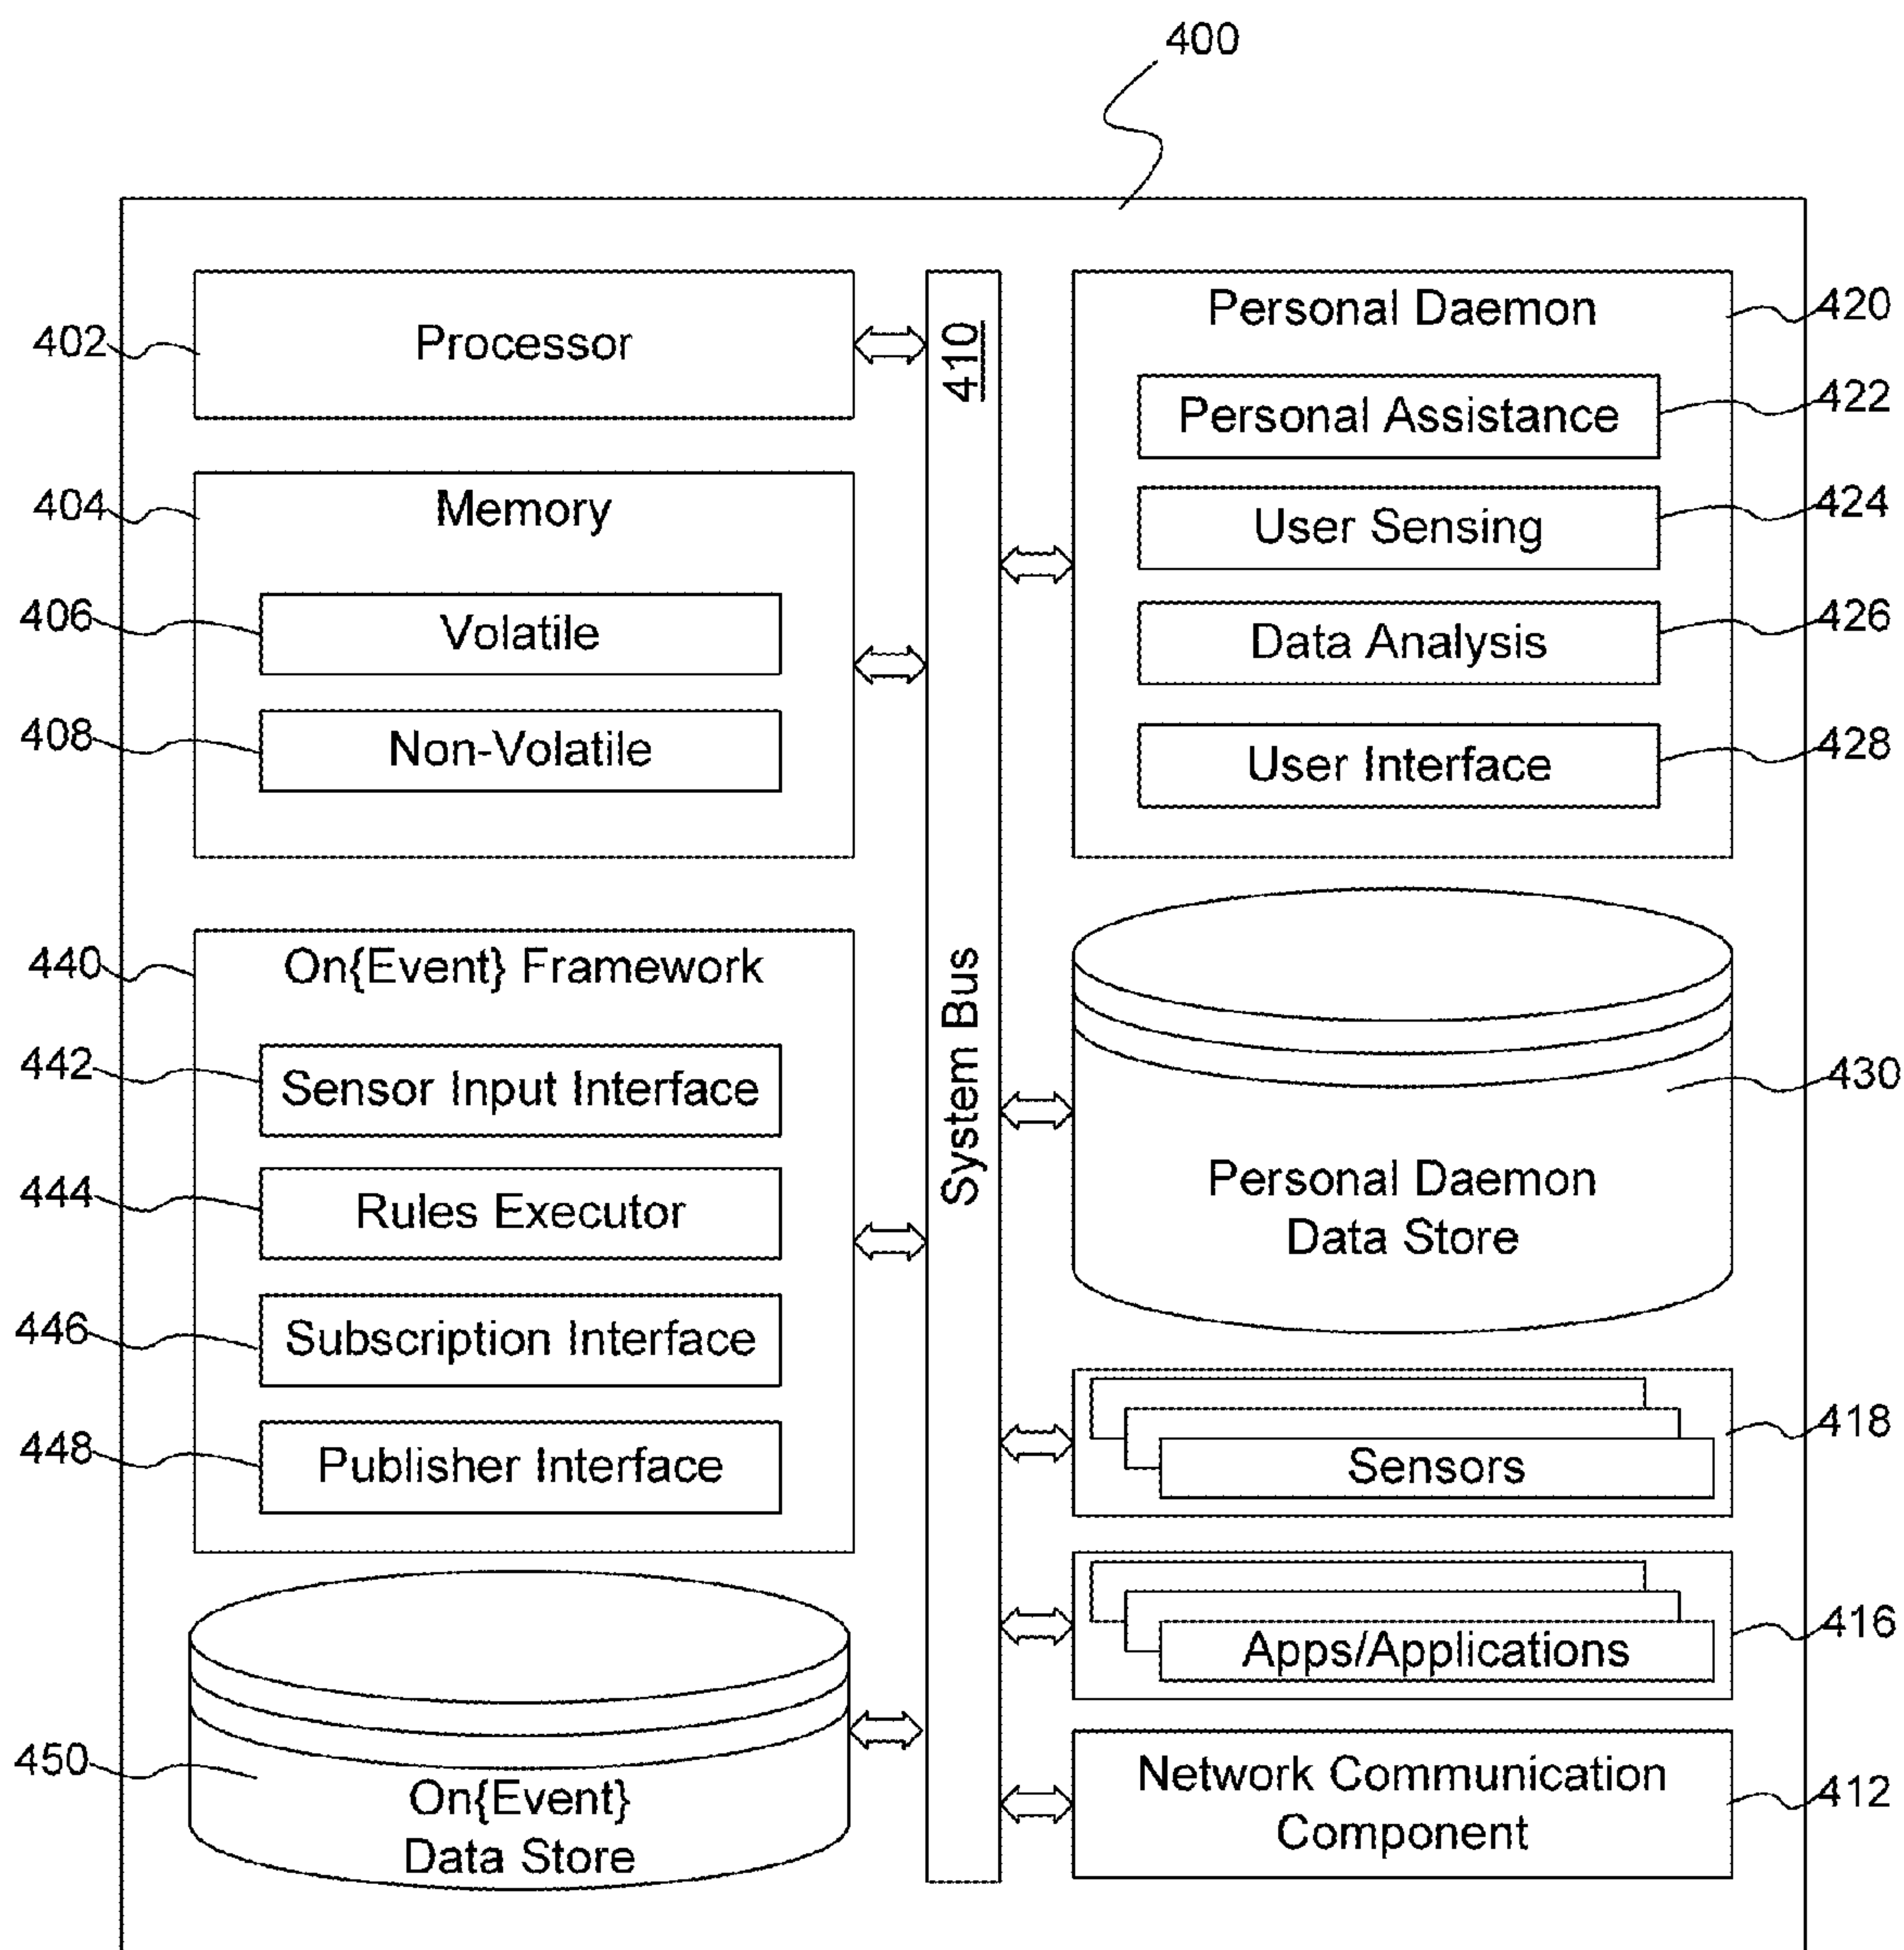 400
402
Processor
404
Memory
406
Volatile
408
Non-Volatile
440
On{Event} Framework
442
Sensor Input Interface
444
Rules Executor
446
Subscription Interface
448
Publisher Interface
450
On{Event}
Data Store
410
System Bus
Personal Daemon
420
Personal Assistance
422
User Sensing
424
Data Analysis
426
User Interface
428
430
Personal Daemon
Data Store
Sensors
418
Apps/Applications
416
Network Communication
Component
412